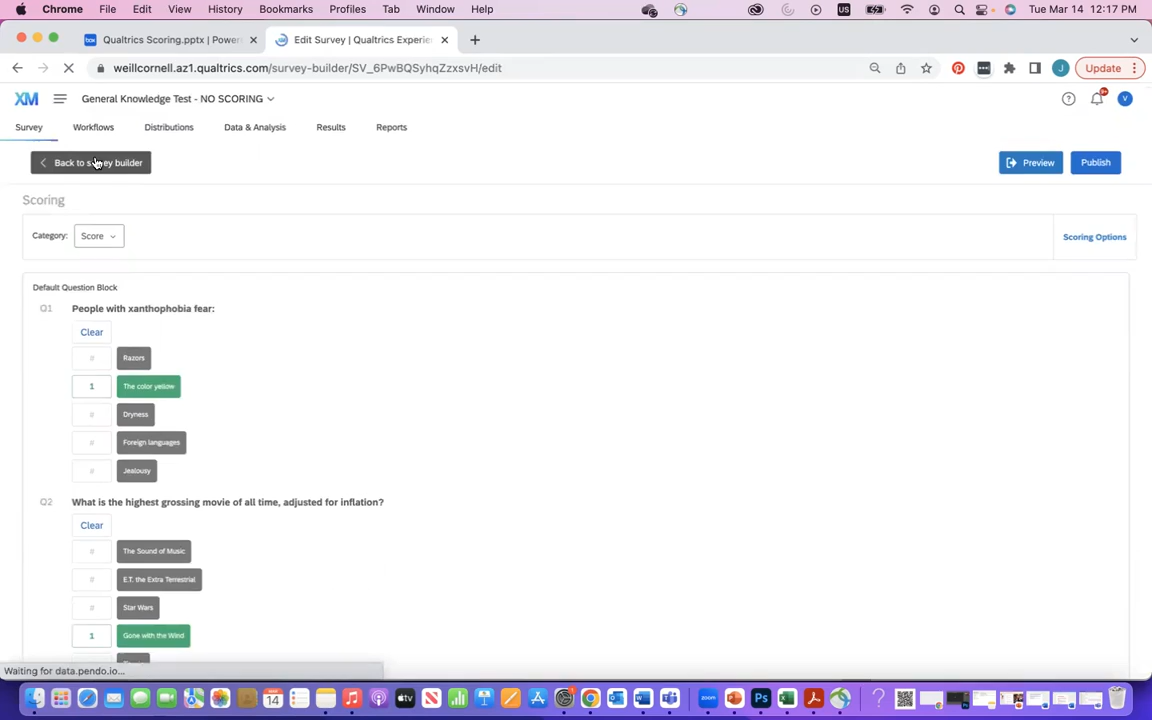 Chrome File Edit View History Bookmarks Profiles Tab Window Help US Tue Mar 14 12:17 PM
Qualtrics Scoring.pptx | Power Edit Survey | Qualtrics Experie
weillcornell.az1.qualtrics.com/survey-builder/SV_6PwBQSyhqZzxsvH/edit J Update
XM General Knowledge Test - NO SCORING 9+ V
Survey Workflows Distributions Data & Analysis Results Reports
Back to survey builder Preview Publish
Scoring
Category: Score Scoring Options
Default Question Block
Q1 People with xanthophobia fear:
Clear
# Razors
1 The color yellow
# Dryness
# Foreign languages
# Jealousy
Q2 What is the highest grossing movie of all time, adjusted for inflation?
Clear
# The Sound of Music
# E.T. the Extra Terrestrial
# Star Wars
1 Gone with the Wind
Waiting for data.pendo.io...